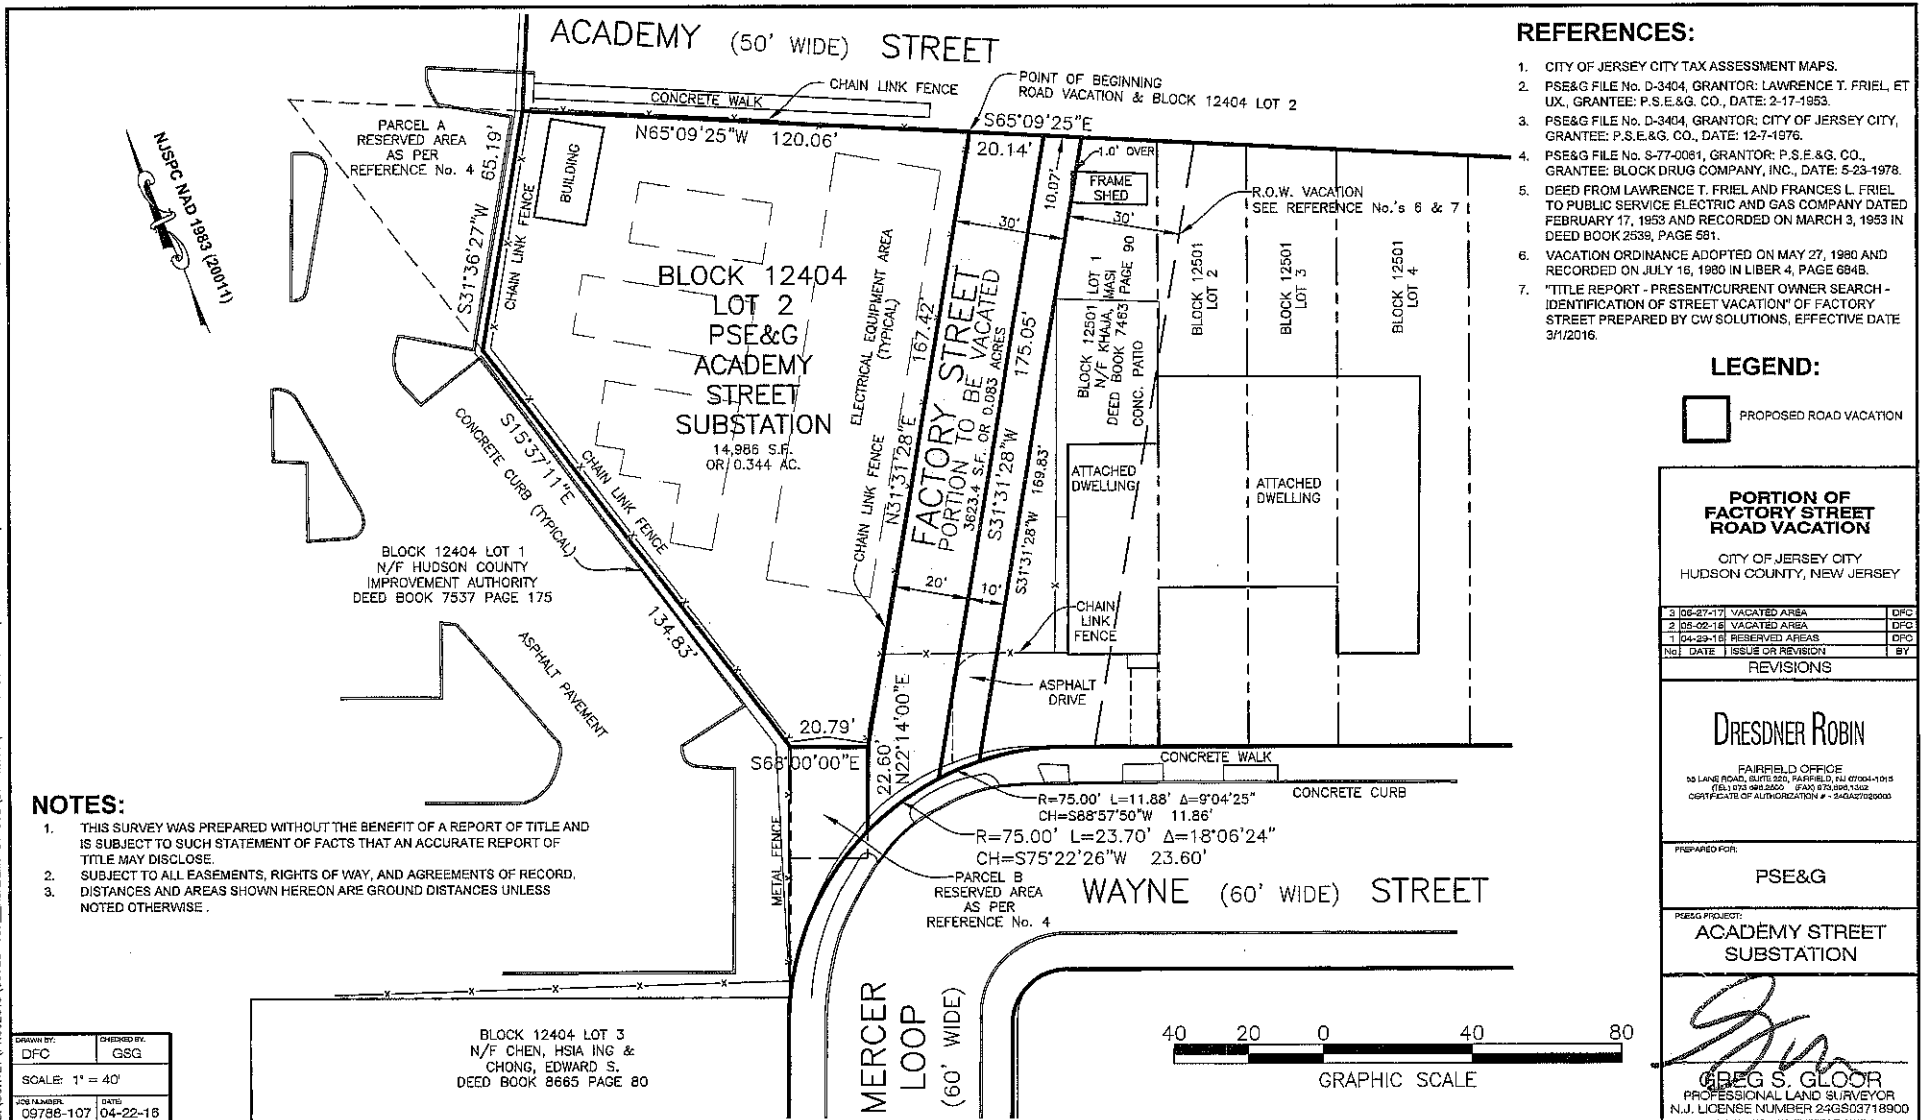 ACADEMY (50' WIDE) STREET
CHAIN LINK FENCE
CONCRETE WALK
POINT OF BEGINNING
ROAD VACATION & BLOCK 12404 LOT 2
N65°09'25"W 120.06'
S65°09'25"E
20.14'
10.07'
1.0' OVER
FRAME
SHED
30'
30'
R.O.W. VACATION
SEE REFERENCE No.'s 6 & 7
NJSPC NAD 1983 (20011)
PARCEL A
RESERVED AREA
AS PER
REFERENCE No. 4
S31°36'27"W 65.19'
CHAIN LINK FENCE
BUILDING
BLOCK 12404
LOT 2
PSE&G
ACADEMY
STREET
SUBSTATION
14,986 S.F.
OR 0.344 AC.
ELECTRICAL EQUIPMENT AREA
(TYPICAL)
CHAIN LINK FENCE
N31°31'28"E 167.42'
FACTORY STREET
PORTION TO BE VACATED
3623.4 S.F. OR 0.083 ACRES
S31°31'28"W 175.05'
S31°31'28"W 169.83'
20'
10'
BLOCK 12501 LOT 1
N/F KHAJA, MASI
DEED BOOK 7463 PAGE 90
CONC. PATIO
BLOCK 12501
LOT 2
BLOCK 12501
LOT 3
BLOCK 12501
LOT 4
ATTACHED
DWELLING
ATTACHED
DWELLING
CHAIN
LINK
FENCE
ASPHALT
DRIVE
S15°37'11"E
134.83'
CHAIN LINK FENCE
CONCRETE CURB (TYPICAL)
BLOCK 12404 LOT 1
N/F HUDSON COUNTY
IMPROVEMENT AUTHORITY
DEED BOOK 7537 PAGE 175
ASPHALT PAVEMENT
20.79'
S68°00'00"E
22.60'
N22°14'00"E
CONCRETE WALK
CONCRETE CURB
R=75.00' L=11.88' Δ=9°04'25"
CH=S88°57'50"W 11.86'
R=75.00' L=23.70' Δ=18°06'24"
CH=S75°22'26"W 23.60'
METAL FENCE
PARCEL B
RESERVED AREA
AS PER
REFERENCE No. 4
WAYNE (60' WIDE) STREET
MERCER
LOOP
(60' WIDE)
BLOCK 12404 LOT 3
N/F CHEN, HSIA ING &
CHONG, EDWARD S.
DEED BOOK 8665 PAGE 80
40 20 0 40 80
GRAPHIC SCALE
NOTES:
1. THIS SURVEY WAS PREPARED WITHOUT THE BENEFIT OF A REPORT OF TITLE AND
IS SUBJECT TO SUCH STATEMENT OF FACTS THAT AN ACCURATE REPORT OF
TITLE MAY DISCLOSE.
2. SUBJECT TO ALL EASEMENTS, RIGHTS OF WAY, AND AGREEMENTS OF RECORD.
3. DISTANCES AND AREAS SHOWN HEREON ARE GROUND DISTANCES UNLESS
NOTED OTHERWISE.
DRAWN BY: CHECKED BY:
DFC GSG
SCALE: 1" = 40'
JOB NUMBER: DATE:
09788-107 04-22-16
REFERENCES:
1. CITY OF JERSEY CITY TAX ASSESSMENT MAPS.
2. PSE&G FILE No. D-3404, GRANTOR: LAWRENCE T. FRIEL, ET
UX., GRANTEE: P.S.E.&G. CO., DATE: 2-17-1953.
3. PSE&G FILE No. D-3404, GRANTOR: CITY OF JERSEY CITY,
GRANTEE: P.S.E.&G. CO., DATE: 12-7-1976.
4. PSE&G FILE No. S-77-0081, GRANTOR: P.S.E.&G. CO.,
GRANTEE: BLOCK DRUG COMPANY, INC., DATE: 5-23-1978.
5. DEED FROM LAWRENCE T. FRIEL AND FRANCES L. FRIEL
TO PUBLIC SERVICE ELECTRIC AND GAS COMPANY DATED
FEBRUARY 17, 1953 AND RECORDED ON MARCH 3, 1953 IN
DEED BOOK 2539, PAGE 581.
6. VACATION ORDINANCE ADOPTED ON MAY 27, 1980 AND
RECORDED ON JULY 16, 1980 IN LIBER 4, PAGE 684B.
7. "TITLE REPORT - PRESENT/CURRENT OWNER SEARCH -
IDENTIFICATION OF STREET VACATION" OF FACTORY
STREET PREPARED BY CW SOLUTIONS, EFFECTIVE DATE
3/1/2016.
LEGEND:
PROPOSED ROAD VACATION
PORTION OF
FACTORY STREET
ROAD VACATION
CITY OF JERSEY CITY
HUDSON COUNTY, NEW JERSEY
3 06-27-17 VACATED AREA DFC
2 05-02-16 VACATED AREA DFC
1 04-29-16 RESERVED AREAS DFC
No. DATE ISSUE OR REVISION BY
REVISIONS
DRESDNER ROBIN
FAIRFIELD OFFICE
LANE ROAD, SUITE 220, FAIRFIELD, NJ 07004-1015
CERTIFICATE OF AUTHORIZATION #
PREPARED FOR:
PSE&G
PSE&G PROJECT:
ACADEMY STREET
SUBSTATION
GREG S. GLOOR
PROFESSIONAL LAND SURVEYOR
N.J. LICENSE NUMBER 24GS03718900